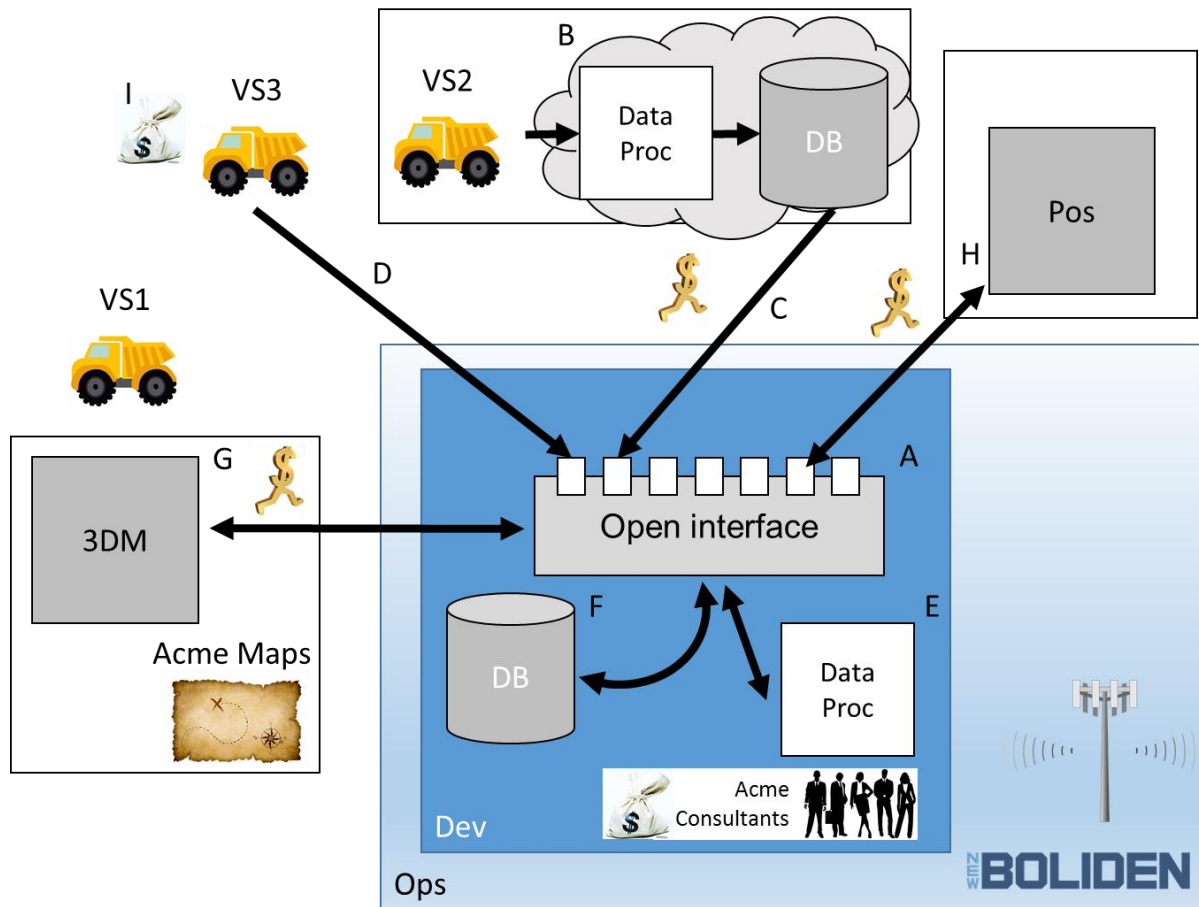 B
I
VS3
VS2
Data
Proc
DB
Pos
H
D
C
VS1
G
3DM
A
Open interface
F
E
DB
Data
Proc
Acme Maps
$
Acme
Consultants
$
Dev
Ops
NEW BOLIDEN